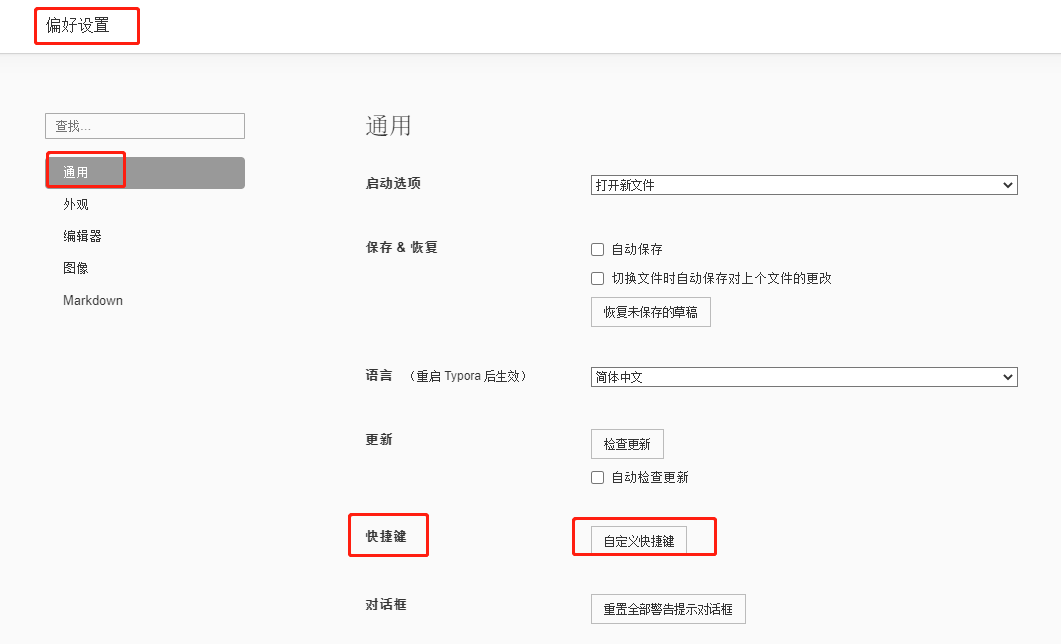 偏好设置
查找...
通用
外观
编辑器
图像
Markdown
通用
启动选项
打开新文件
保存 & 恢复
自动保存
切换文件时自动保存对上个文件的更改
恢复未保存的草稿
语言 （重启 Typora 后生效）
简体中文
更新
检查更新
自动检查更新
快捷键
自定义快捷键
对话框
重置全部警告提示对话框